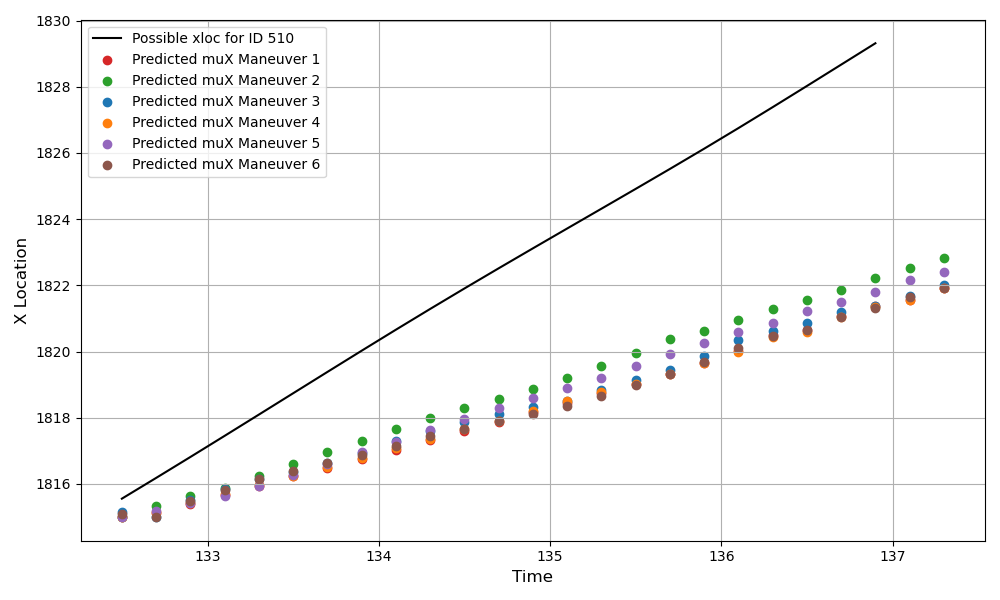 1830
1828
1826
1824
1822
1820
1818
1816
X Location
Possible xloc for ID 510
Predicted muX Maneuver 1
Predicted muX Maneuver 2
Predicted muX Maneuver 3
Predicted muX Maneuver 4
Predicted muX Maneuver 5
Predicted muX Maneuver 6
133 134 135 136 137
Time